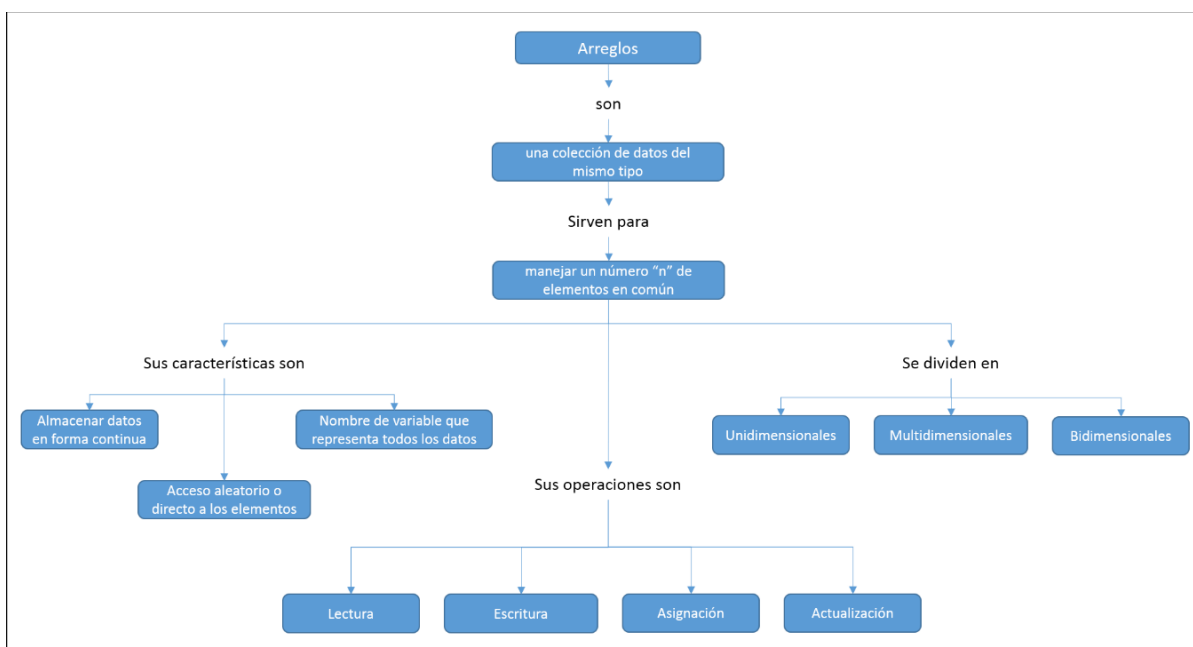 Arreglos
son
una colección de datos del
mismo tipo
Sirven para
manejar un número “n” de
elementos en común
Sus características son
Se dividen en
Almacenar datos
en forma continua
Nombre de variable que
representa todos los datos
Unidimensionales
Multidimensionales
Bidimensionales
Acceso aleatorio o
directo a los elementos
Sus operaciones son
Lectura
Escritura
Asignación
Actualización